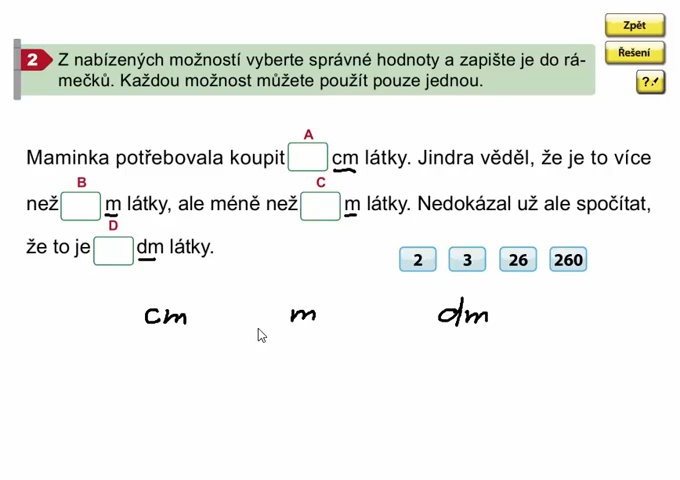 Zpět
Řešení
?
2 Z nabízených možností vyberte správné hodnoty a zapište je do rá-
mečků. Každou možnost můžete použít pouze jednou.
A
Maminka potřebovala koupit cm látky. Jindra věděl, že je to více
B C
než m látky, ale méně než m látky. Nedokázal už ale spočítat,
D
že to je dm látky.
2 3 26 260
cm m dm